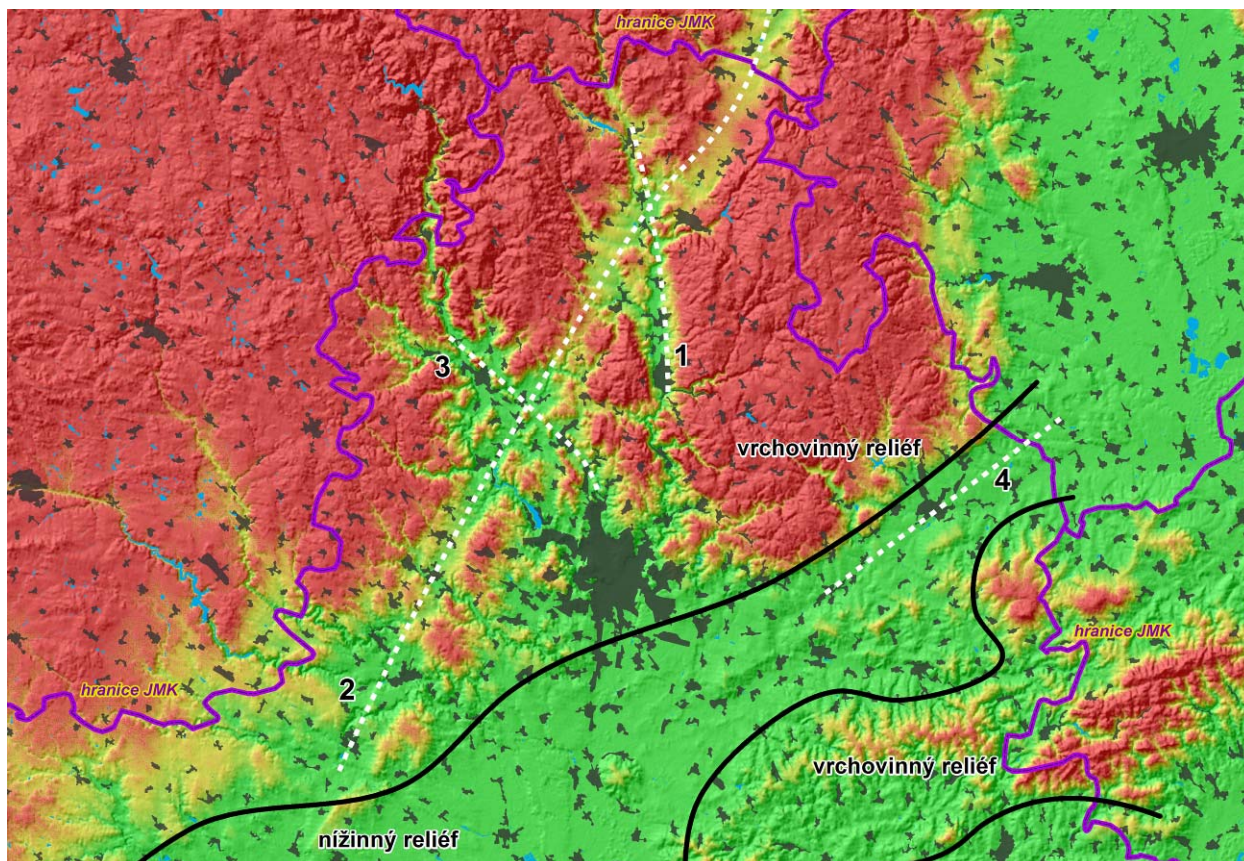 hranice JMK
1
3
vrchovinný reliéf
4
hranice JMK
hranice JMK
2
vrchovinný reliéf
nížinný reliéf